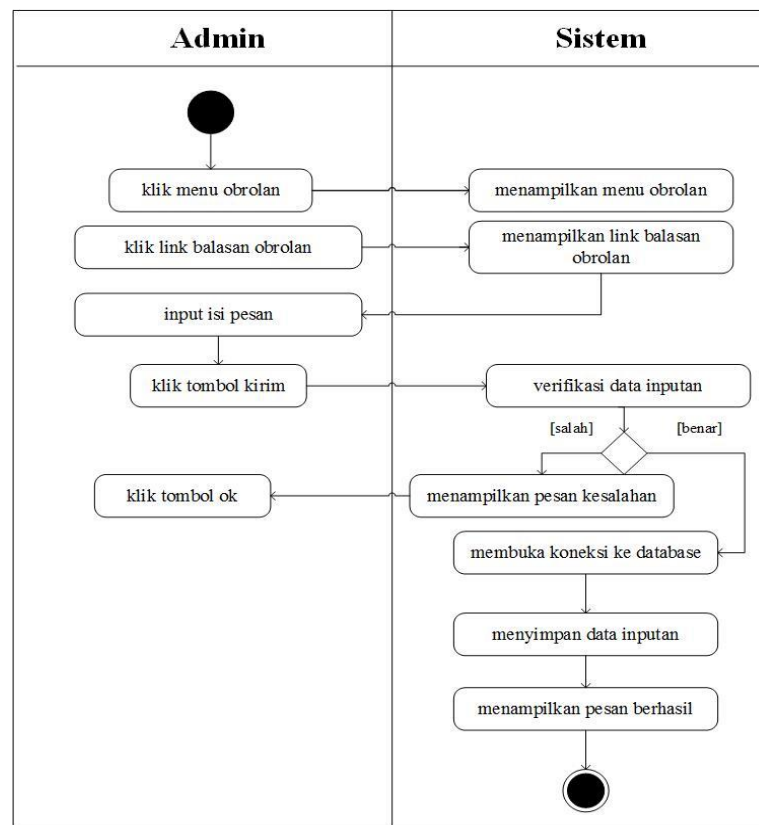 Admin
Sistem
klik menu obrolan
menampilkan menu obrolan
klik link balasan obrolan
menampilkan link balasan
obrolan
input isi pesan
klik tombol kirim
verifikasi data inputan
[salah]
[benar]
klik tombol ok
menampilkan pesan kesalahan
membuka koneksi ke database
menyimpan data inputan
menampilkan pesan berhasil